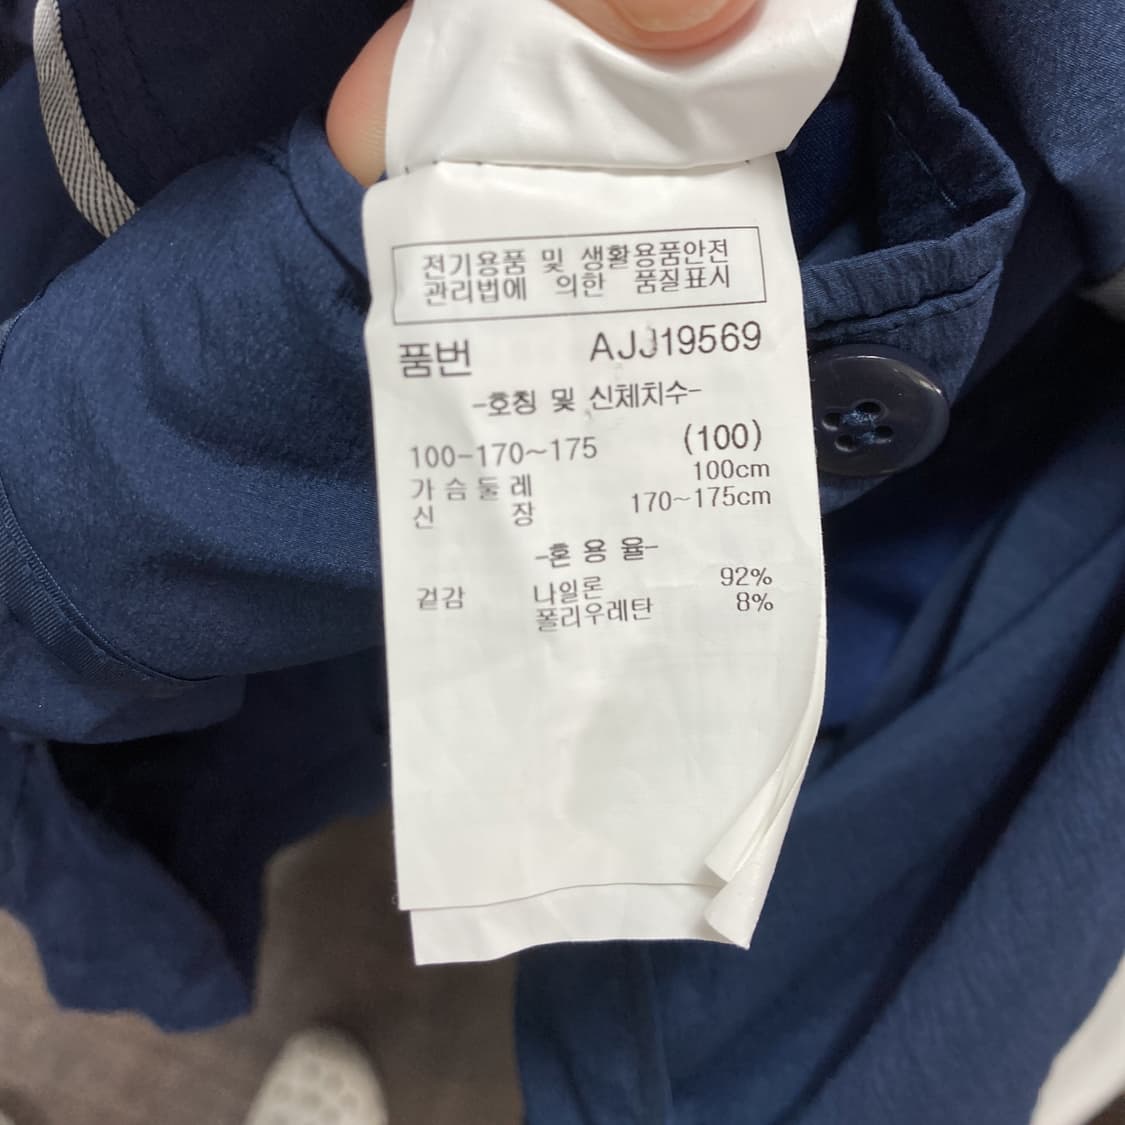 전기용품 및 생활용품안전
관리법에 의한 품질표시
품번 AJJ19569
-호칭 및 신체치수-
100-170~175 (100)
가슴둘레 100cm
신장 170~175cm
-혼용율-
겉감 나일론 92%
폴리우레탄 8%